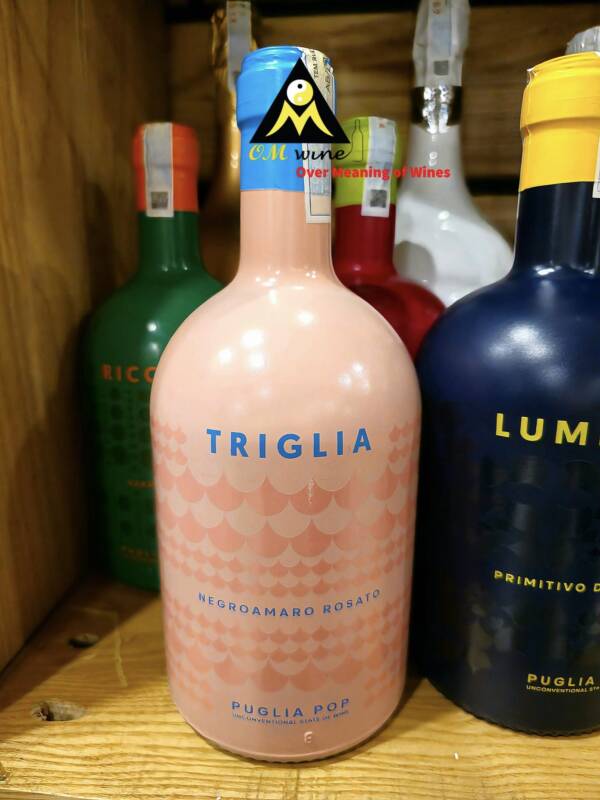 OM wine
Over Meaning of Wines
TRIGLIA
NEGROAMARO ROSATO
PUGLIA POP
UNCONVENTIONAL STATE OF WINE
RICC
LUM
PRIMITIVO D
PUGLIA
UNCONVENTIONAL STA